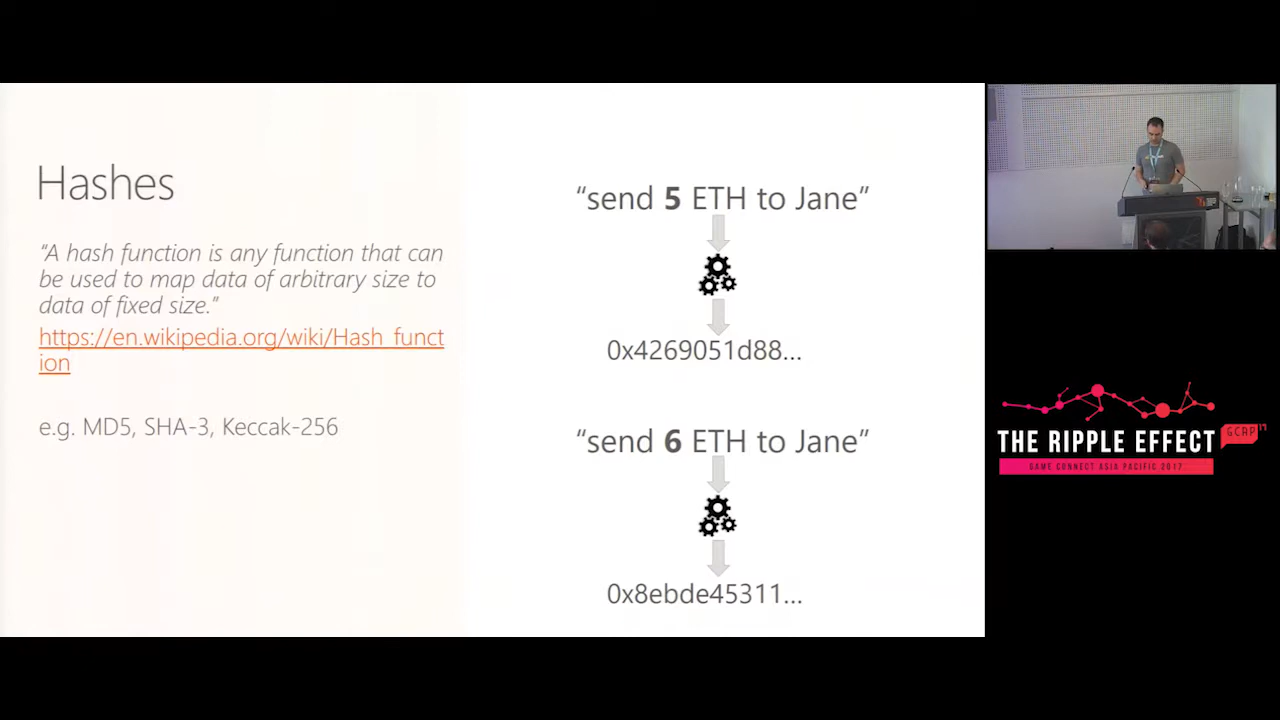 Hashes
“A hash function is any function that can
be used to map data of arbitrary size to
data of fixed size.”
https://en.wikipedia.org/wiki/Hash_funct
ion
e.g. MD5, SHA-3, Keccak-256
“send 5 ETH to Jane”
0x4269051d88...
“send 6 ETH to Jane”
0x8ebde45311...
THE RIPPLE EFFECT
GCAP 17
GAME CONNECT ASIA PACIFIC 2017